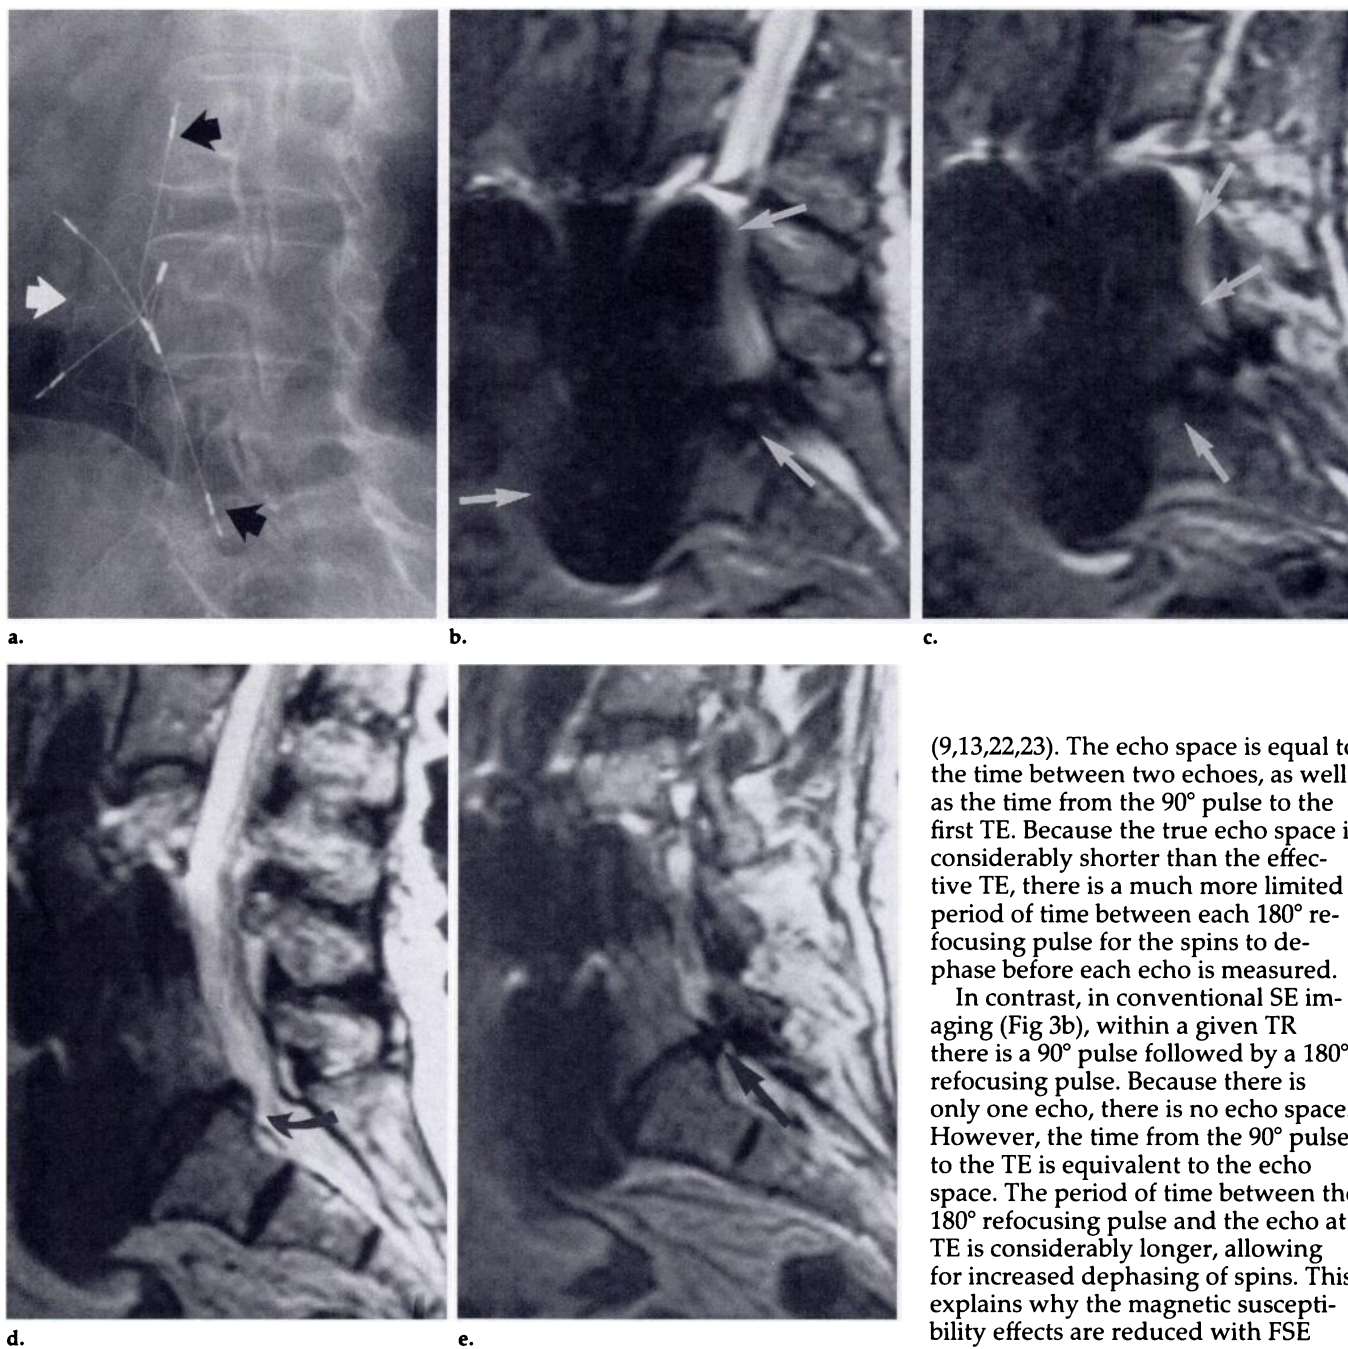 a.
b.
c.
d.
e.
(9,13,22,23). The echo space is equal
the time between two echoes, as well
as the time from the 90° pulse to the
first TE. Because the true echo space
considerably shorter than the effec-
tive TE, there is a much more limited
period of time between each 180° re-
focusing pulse for the spins to de-
phase before each echo is measured.
In contrast, in conventional SE im-
aging (Fig 3b), within a given TR
there is a 90° pulse followed by a 180°
refocusing pulse. Because there is
only one echo, there is no echo space.
However, the time from the 90° pulse
to the TE is equivalent to the echo
space. The period of time between
180° refocusing pulse and the echo at
TE is considerably longer, allowing
for increased dephasing of spins. This
explains why the magnetic suscepti-
bility effects are reduced with FSE